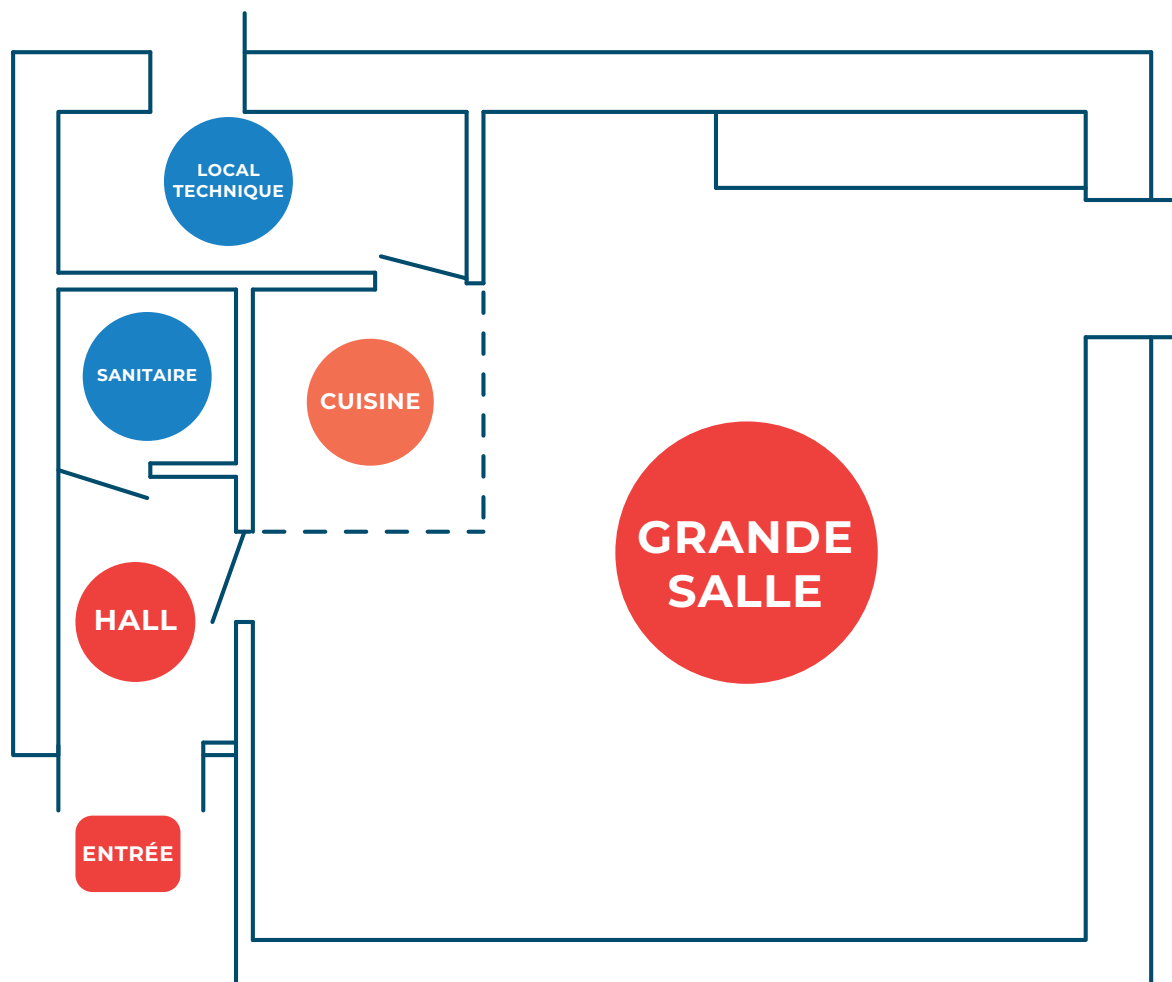 LOCAL
TECHNIQUE
SANITAIRE
CUISINE
GRANDE
SALLE
HALL
ENTRÉE